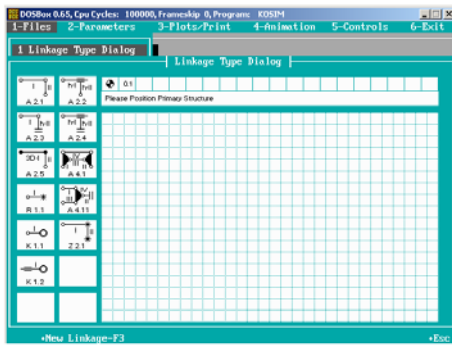 DOSBox 0.65, Cpu Cycles: 100000, Frameskip 0, Program: KOSIM
1-Files 2-Parameters 3-Plots/Print 4-Animation 5-Controls 6-Exit
1 Linkage Type Dialog
Linkage Type Dialog
0.1
Please Position Primary Structure
A 2.1 A 2.2
A 2.3 A 2.4
A 2.5 A 4.1
R 1.1 A 4.11
K 1.1 Z 2.1
K 1.2
•New Linkage-F3 •Esc